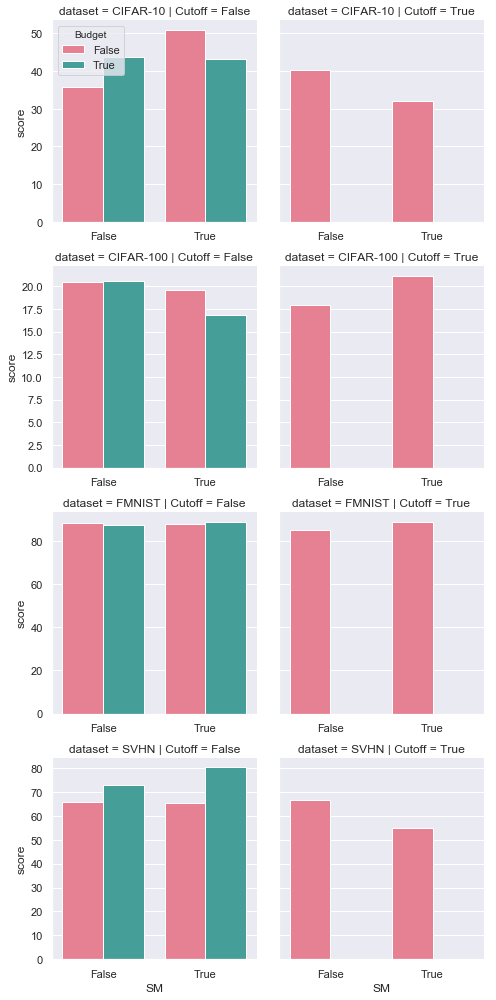 dataset = CIFAR-10 | Cutoff = False
dataset = CIFAR-10 | Cutoff = True
Budget
False
True
score
50
40
30
20
10
0
False
True
False
True
dataset = CIFAR-100 | Cutoff = False
dataset = CIFAR-100 | Cutoff = True
score
20.0
17.5
15.0
12.5
10.0
7.5
5.0
2.5
0.0
False
True
False
True
dataset = FMNIST | Cutoff = False
dataset = FMNIST | Cutoff = True
score
80
60
40
20
0
False
True
False
True
dataset = SVHN | Cutoff = False
dataset = SVHN | Cutoff = True
score
80
70
60
50
40
30
20
10
0
False
True
False
True
SM
SM